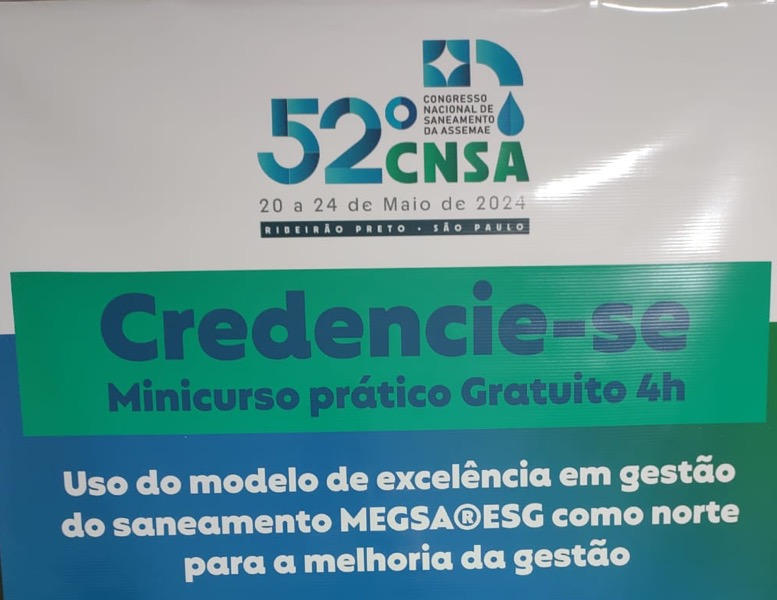 52º
CONGRESSO
NACIONAL DE
SANEAMENTO
DA ASSEMAE
CNSA
20 a 24 de Maio de 2024
RIBEIRÃO PRETO • SÃO PAULO
Credencie-se
Minicurso prático Gratuito 4h
Uso do modelo de excelência em gestão
do saneamento MEGSA®ESG como norte
para a melhoria da gestão